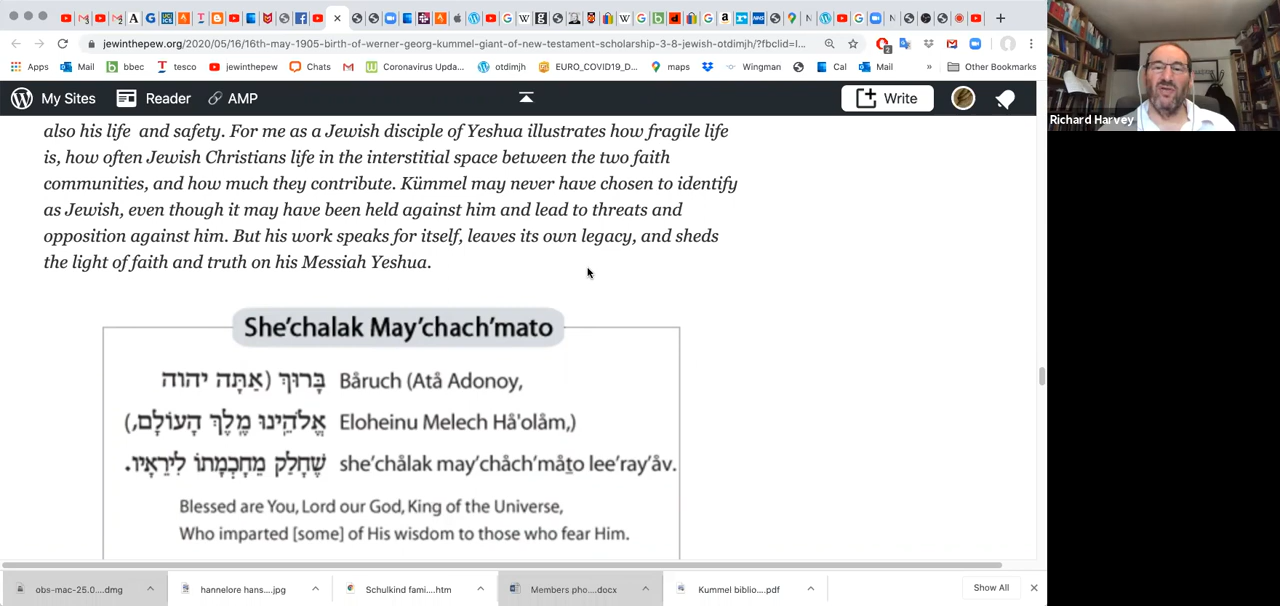 jewinthepew.org/2020/05/16/16th-may-1905-birth-of-werner-georg-kummel-giant-of-new-testament-scholarship-3-8-jewish-otdimjh/?fbclid=I...
Apps Mail bbec tesco jewinthepew Chats Coronavirus Upda... otdimjh EURO_COVID19_D... maps Wingman Cal Mail » Other Bookmarks
My Sites Reader AMP Write
Richard Harvey
also his life and safety. For me as a Jewish disciple of Yeshua illustrates how fragile life
is, how often Jewish Christians life in the interstitial space between the two faith
communities, and how much they contribute. Kümmel may never have chosen to identify
as Jewish, even though it may have been held against him and lead to threats and
opposition against him. But his work speaks for itself, leaves its own legacy, and sheds
the light of faith and truth on his Messiah Yeshua.
She'chalak May'chach'mato
בָּרוּךְ (אַתָּה יהוה Båruch (Atå Adonoy,
אֱלֹהֵֽינוּ מֶֽלֶךְ הָעוֹלָם,) Eloheinu Melech Hå'olåm,)
שֶׁחָלַק מֵחָכְמָתוֹ לִירֵאָיו. she'chålak may'chåch'måto lee'ray'åv.
Blessed are You, Lord our God, King of the Universe,
Who imparted [some] of His wisdom to those who fear Him.
obs-mac-25.0....dmg hannelore hans....jpg Schulkind fami....htm Members pho....docx Kummel biblio....pdf Show All